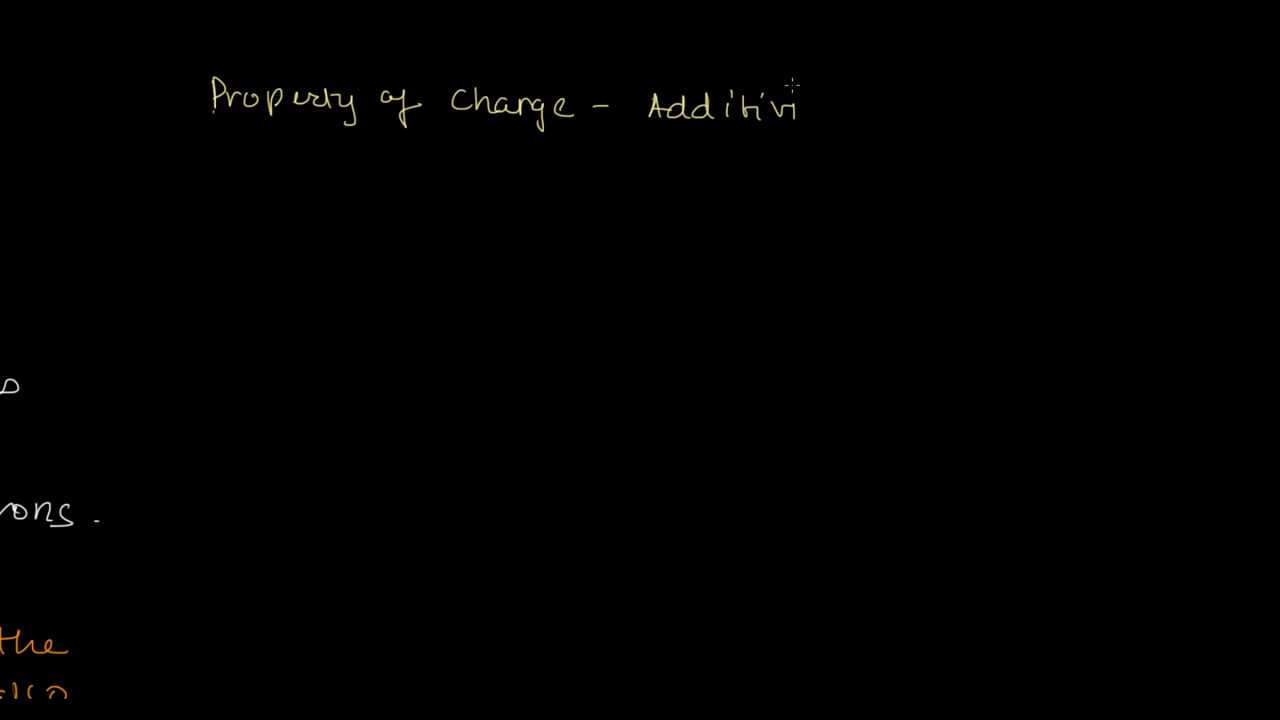 Property of Charge - Additivi
ons.
the